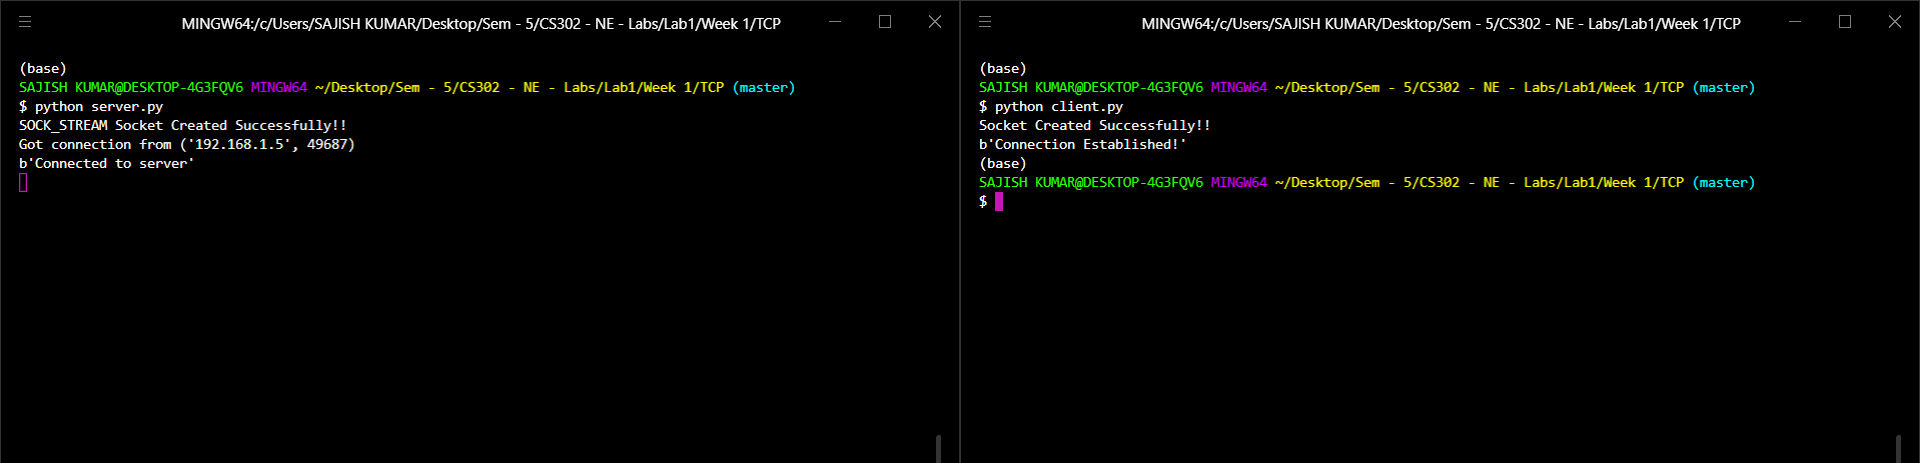 MINGW64:/c/Users/SAJISH KUMAR/Desktop/Sem - 5/CS302 - NE - Labs/Lab1/Week 1/TCP
(base)
SAJISH KUMAR@DESKTOP-4G3FQV6 MINGW64 ~/Desktop/Sem - 5/CS302 - NE - Labs/Lab1/Week 1/TCP (master)
$ python server.py
SOCK_STREAM Socket Created Successfully!!
Got connection from ('192.168.1.5', 49687)
b'Connected to server'
MINGW64:/c/Users/SAJISH KUMAR/Desktop/Sem - 5/CS302 - NE - Labs/Lab1/Week 1/TCP
(base)
SAJISH KUMAR@DESKTOP-4G3FQV6 MINGW64 ~/Desktop/Sem - 5/CS302 - NE - Labs/Lab1/Week 1/TCP (master)
$ python client.py
Socket Created Successfully!!
b'Connection Established!'
(base)
SAJISH KUMAR@DESKTOP-4G3FQV6 MINGW64 ~/Desktop/Sem - 5/CS302 - NE - Labs/Lab1/Week 1/TCP (master)
$